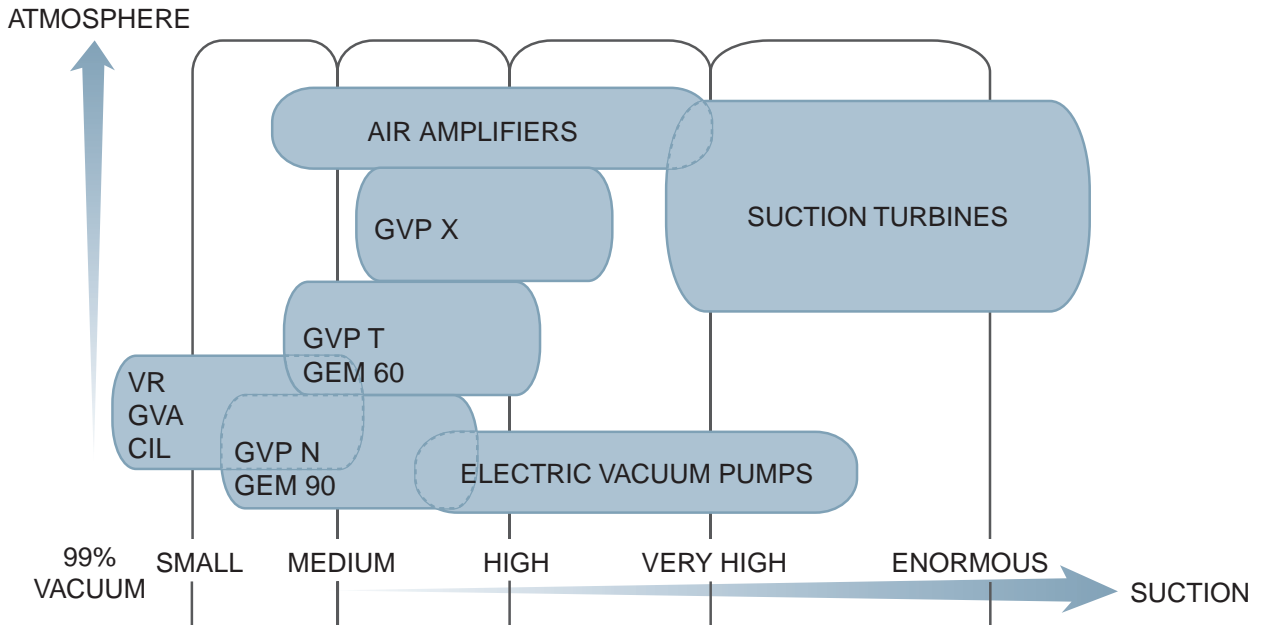 ATMOSPHERE
AIR AMPLIFIERS
GVP X
SUCTION TURBINES
GVP T
GEM 60
VR
GVA
CIL
GVP N
GEM 90
ELECTRIC VACUUM PUMPS
99%
VACUUM
SMALL
MEDIUM
HIGH
VERY HIGH
ENORMOUS
SUCTION